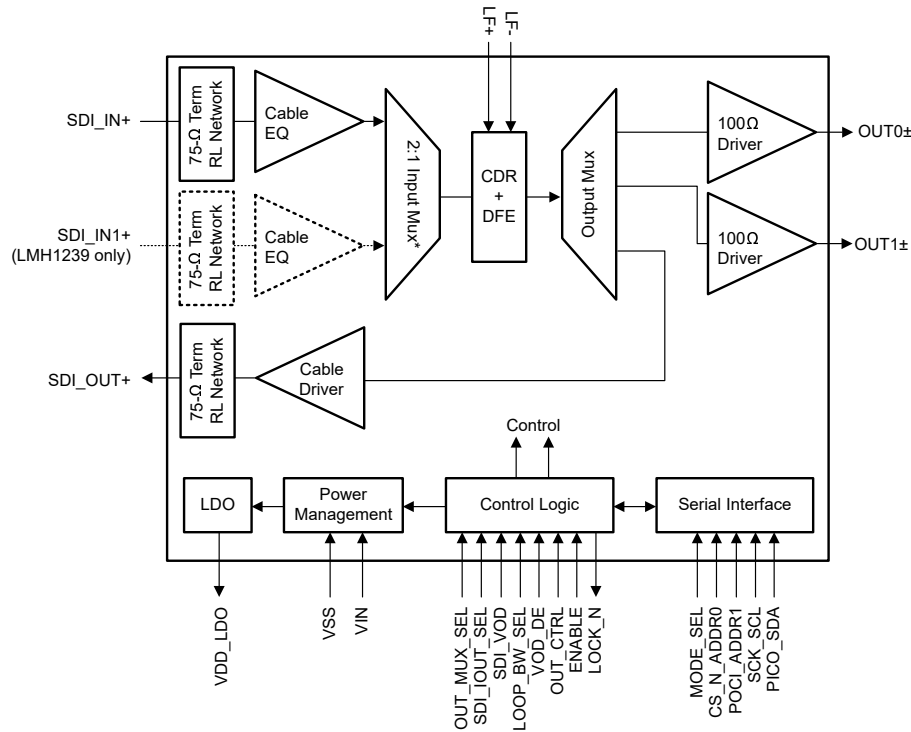 LF+
LF-
SDI_IN+
75-Ω Term
RL Network
Cable
EQ
2:1 Input Mux*
CDR
+
DFE
Output Mux
100Ω
Driver
OUT0±
SDI_IN1+
(LMH1239 only)
75-Ω Term
RL Network
Cable
EQ
100Ω
Driver
OUT1±
SDI_OUT+
75-Ω Term
RL Network
Cable
Driver
Control
LDO
Power
Management
Control Logic
Serial Interface
VDD_LDO
VSS
VIN
OUT_MUX_SEL
SDI_IOUT_SEL
SDI_VOD
LOOP_BW_SEL
VOD_DE
OUT_CTRL
ENABLE
LOCK_N
MODE_SEL
CS_N_ADDR0
POCI_ADDR1
SCK_SCL
PICO_SDA